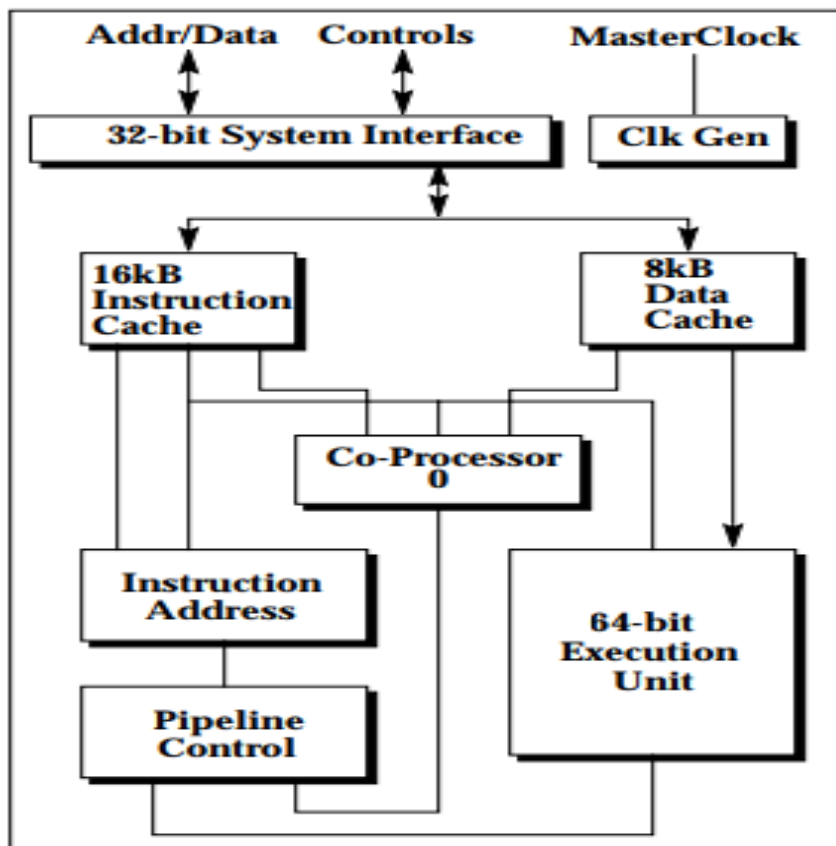 Addr/Data
Controls
MasterClock
32-bit System Interface
Clk Gen
16kB
Instruction
Cache
8kB
Data
Cache
Co-Processor
0
Instruction
Address
64-bit
Execution
Unit
Pipeline
Control